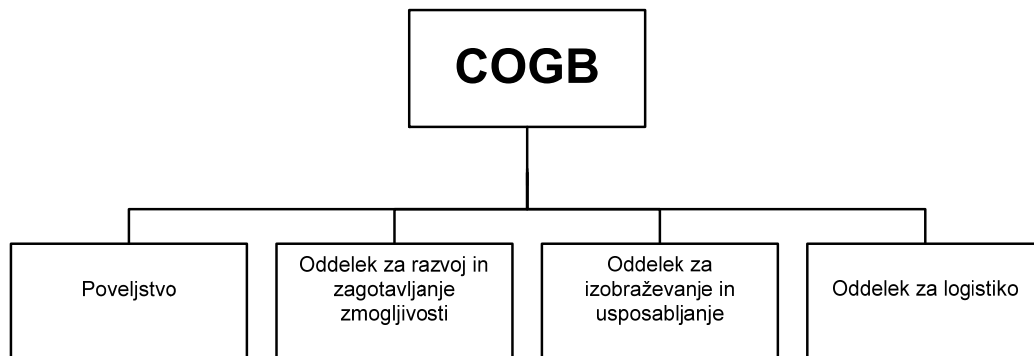 COGB
Poveljstvo
Oddelek za razvoj in
zagotavljanje
zmogljivosti
Oddelek za
izobraževanje in
usposabljanje
Oddelek za logistiko